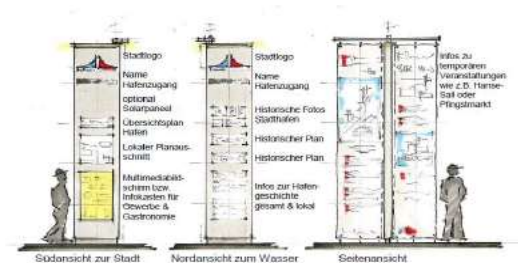 Stadtlogo
Name
Hafenzugang
optional
Solarpaneel
Übersichtsplan
Hafen
Lokaler Planaus-
schnitt
Multimediabild-
schirm bzw.
Infokasten für
Gewerbe &
Gastronomie
Südansicht zur Stadt
Stadtlogo
Name
Hafenzugang
Historische Fotos
Stadthafen
Historischer Plan
Historischer Plan
Infos zur Hafen-
geschichte
gesamt & lokal
Nordansicht zum Wasser
Infos zu
temporären
Veranstaltungen
wie z.B. Hanse-
Sail oder
Pfingstmarkt
Seitenansicht